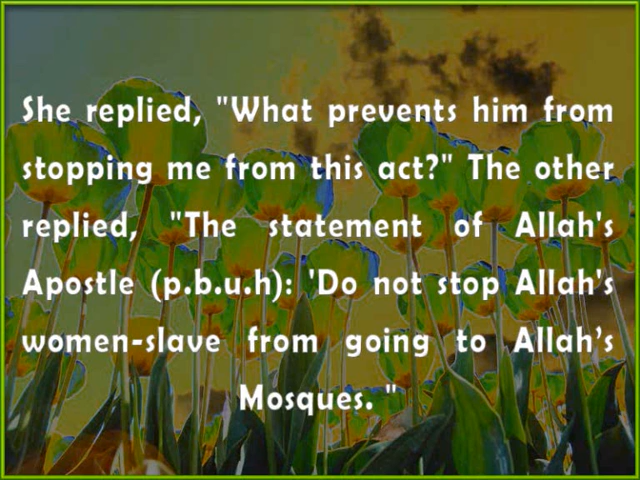 She replied, "What prevents him from
stopping me from this act?" The other
replied, "The statement of Allah's
Apostle (p.b.u.h): 'Do not stop Allah's
women-slave from going to Allah’s
Mosques. "